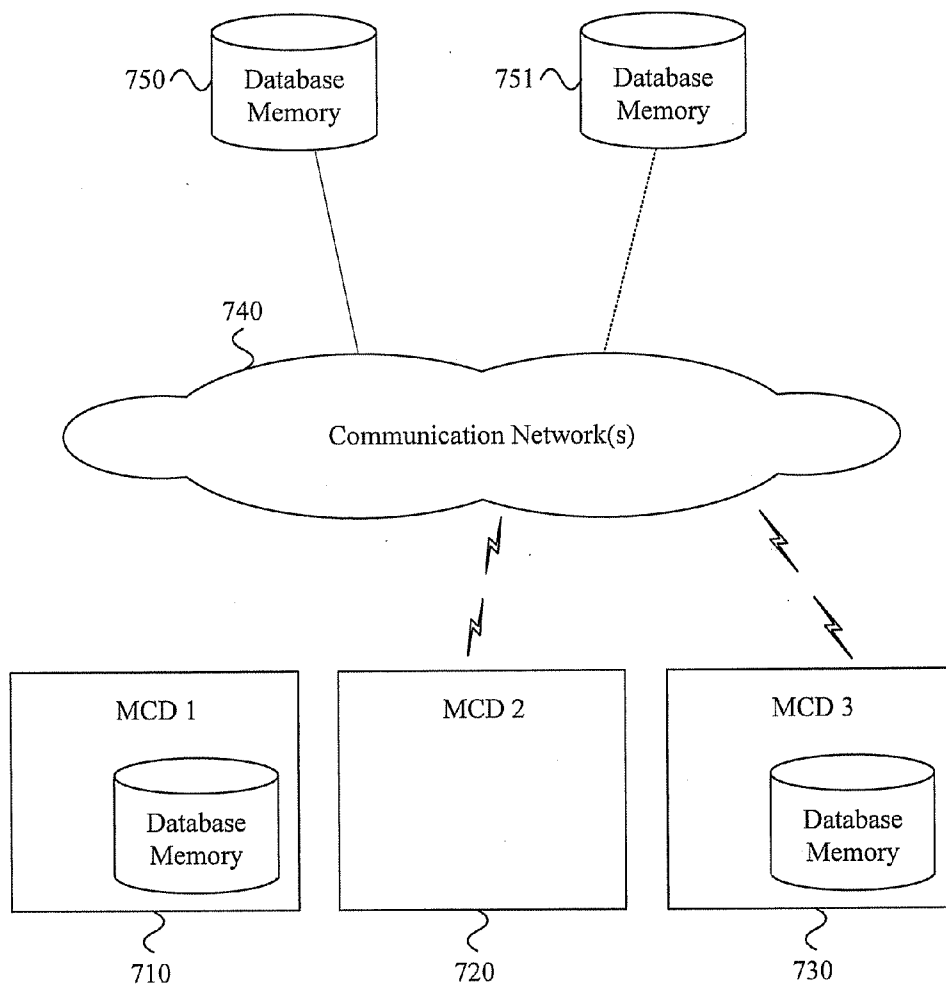 750
Database
Memory
751
Database
Memory
740
Communication Network(s)
MCD 1
Database
Memory
MCD 2
MCD 3
Database
Memory
710
720
730